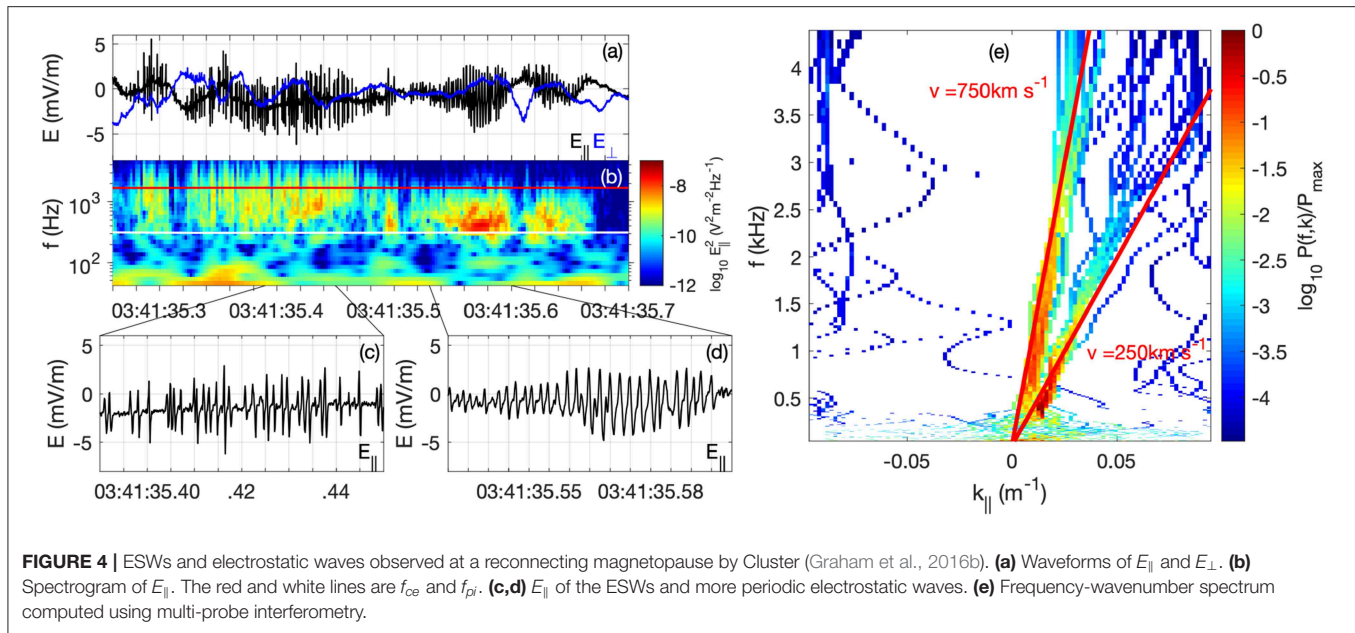 5
0
-5
E (mV/m)
(a)
E|| E⊥
10³
10²
f (Hz)
(b)
-8
-10
-12
log₁₀ E||² (V²m⁻²Hz⁻¹)
03:41:35.3 03:41:35.4 03:41:35.5 03:41:35.6 03:41:35.7
5
0
-5
E (mV/m)
(c)
E||
03:41:35.40 .42 .44
5
0
-5
E (mV/m)
(d)
E||
03:41:35.55 03:41:35.58
4
3.5
3
2.5
2
1.5
1
0.5
f (kHz)
(e)
v =750km s⁻¹
v =250km s⁻¹
-0.05 0 0.05
k|| (m⁻¹)
0
-0.5
-1
-1.5
-2
-2.5
-3
-3.5
-4
log₁₀ P(f,k)/P_max
FIGURE 4 | ESWs and electrostatic waves observed at a reconnecting magnetopause by Cluster (Graham et al., 2016b). (a) Waveforms of E|| and E⊥. (b)
Spectrogram of E||. The red and white lines are f_ce and f_pi. (c,d) E|| of the ESWs and more periodic electrostatic waves. (e) Frequency-wavenumber spectrum
computed using multi-probe interferometry.